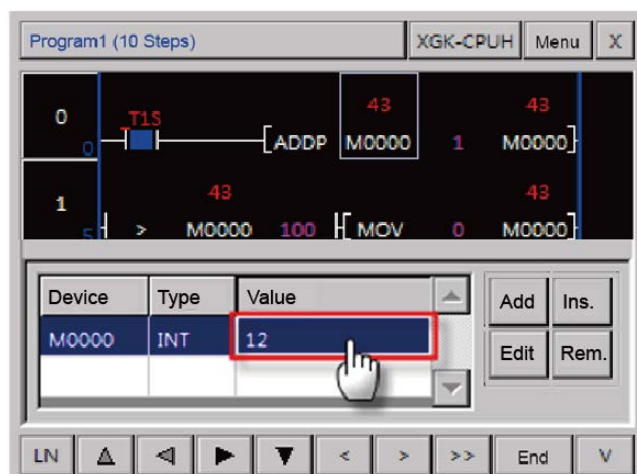 Program1 (10 Steps) XGK-CPUH Menu X
43 43
0 _T1S
0 [ADDP M0000 1 M0000]
43 43
1
5 > M0000 100 [MOV 0 M0000]
Device Type Value Add Ins.
M0000 INT 12 Edit Rem.
LN < > >> End V